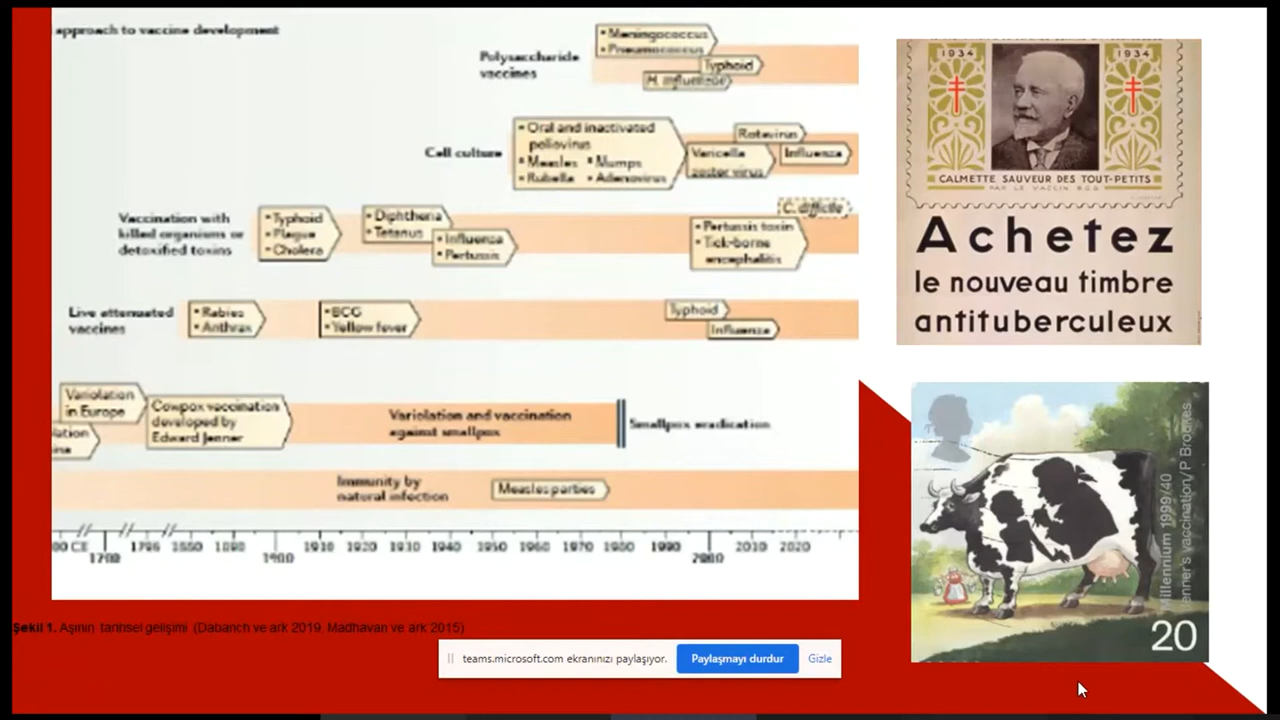 approach to vaccine development
Polysaccharide
vaccines
• Meningococcus
• Pneumococcus
Typhoid
H. influenzae
Cell culture
• Oral and inactivated
poliovirus
• Measles • Mumps
• Rubella • Adenovirus
Rotavirus
Varicella
zoster virus
Influenza
Vaccination with
killed organisms or
detoxified toxins
• Typhoid
• Plague
• Cholera
• Diphtheria
• Tetanus
• Influenza
• Pertussis
C. difficile
• Pertussis toxin
• Tick-borne
encephalitis
Live attenuated
vaccines
• Rabies
• Anthrax
• BCG
• Yellow fever
Typhoid
Influenza
Variolation
in Europe
Cowpox vaccination
developed by
Edward Jenner
Variolation and vaccination
against smallpox
Smallpox eradication
Immunity by
natural infection
Measles parties
CE 1700 1796 1880 1890 1900 1910 1920 1930 1940 1950 1960 1970 1980 1990 2000 2010 2020
Şekil 1. Aşının tarihsel gelişimi (Dabanch ve ark 2019, Madhavan ve ark 2015)
1934 1934
CALMETTE SAUVEUR DES TOUT-PETITS
PAR LE VACCIN B.C.G
Achetez
le nouveau timbre
antituberculeux
Millennium 1999/40
enner's vaccination/P Brookes
20
teams.microsoft.com ekranınızı paylaşıyor.
Paylaşmayı durdur
Gizle